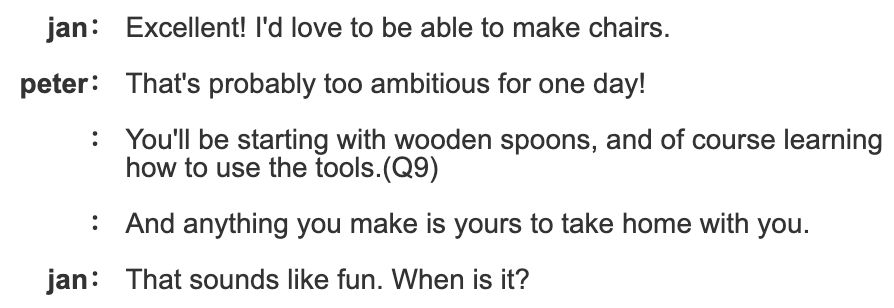 jan: Excellent! I'd love to be able to make chairs.
peter: That's probably too ambitious for one day!
: You'll be starting with wooden spoons, and of course learning
how to use the tools.(Q9)
: And anything you make is yours to take home with you.
jan: That sounds like fun. When is it?